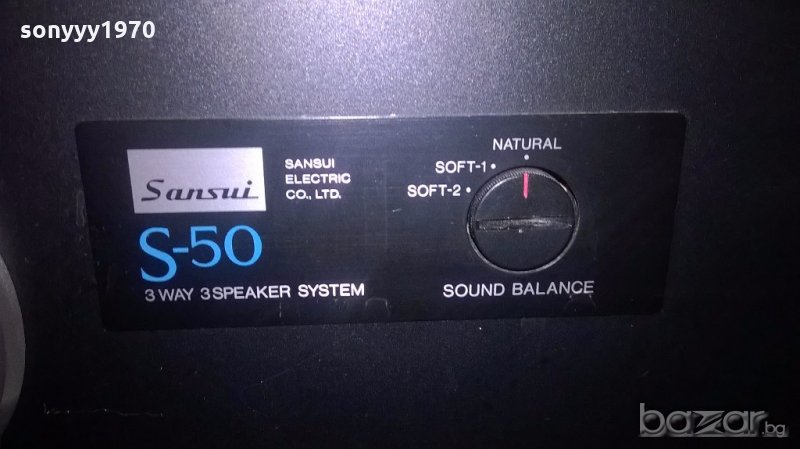 sonyyy1970
Sansui
SANSUI
ELECTRIC
CO., LTD.
S-50
3 WAY 3 SPEAKER SYSTEM
NATURAL
SOFT-1
SOFT-2
SOUND BALANCE
bazar.bg